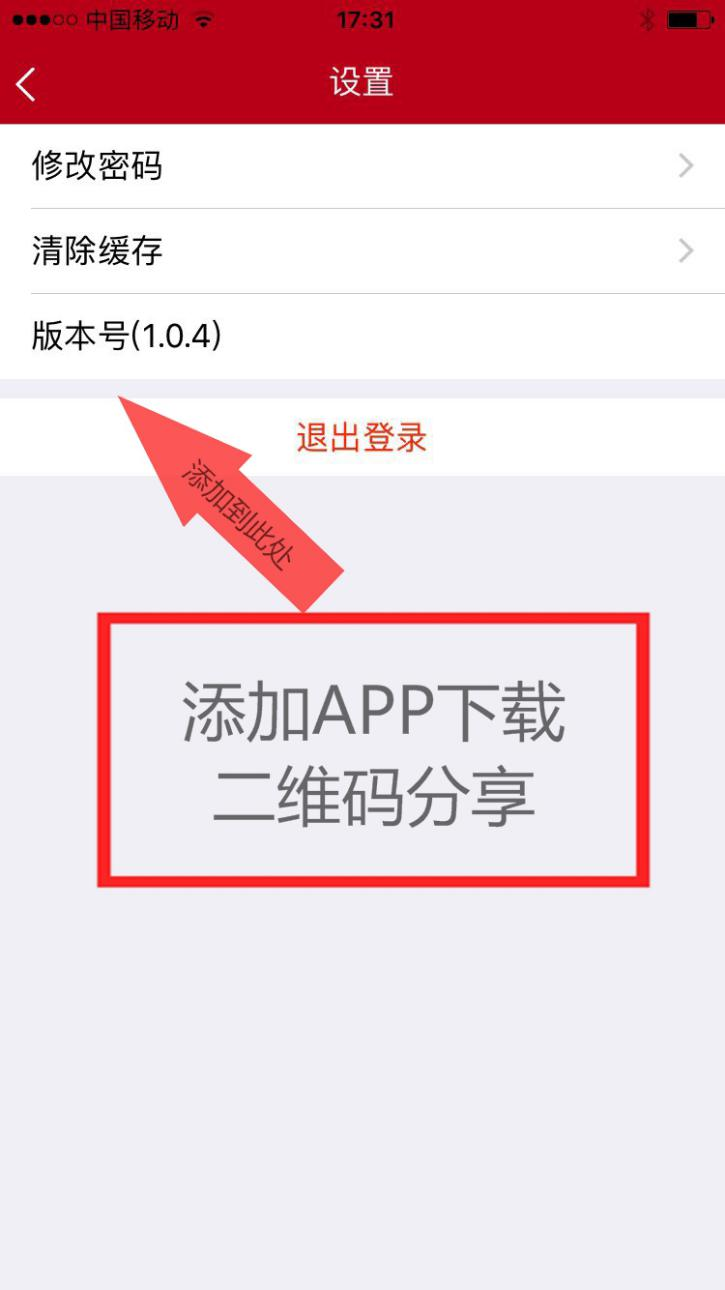 中国移动
17:31
设置
修改密码
清除缓存
版本号(1.0.4)
退出登录
添加到此处
添加APP下载
二维码分享